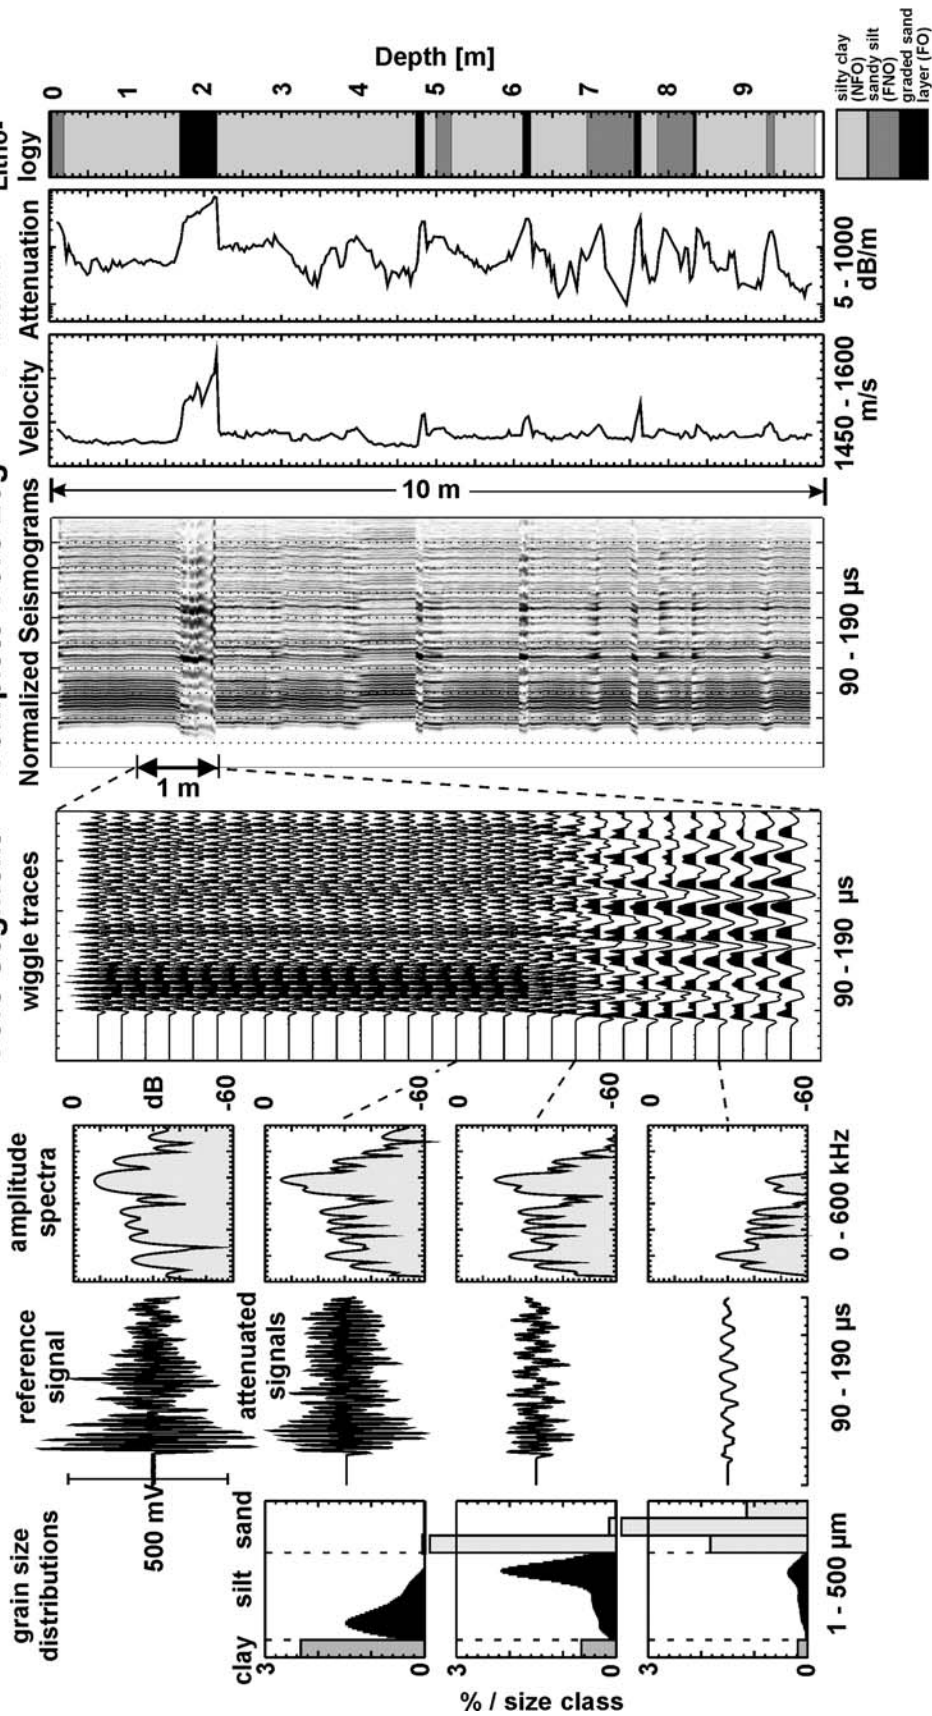 Depth [m]
0
1
2
3
4
5
6
7
8
9
logy
silty clay
(NFO)
sandy silt
(FNO)
graded sand
layer (FO)
Attenuation
5 - 1000
dB/m
Velocity
1450 - 1600
m/s
10 m
Normalized Seismograms
90 - 190 µs
1 m
wiggle traces
90 - 190 µs
amplitude
spectra
0
dB
-60
0
-60
0
-60
0
-60
0 - 600 kHz
reference
signal
500 mV
attenuated
signals
90 - 190 µs
grain size
distributions
clay
silt
sand
3
0
3
0
3
0
% / size class
1 - 500 µm